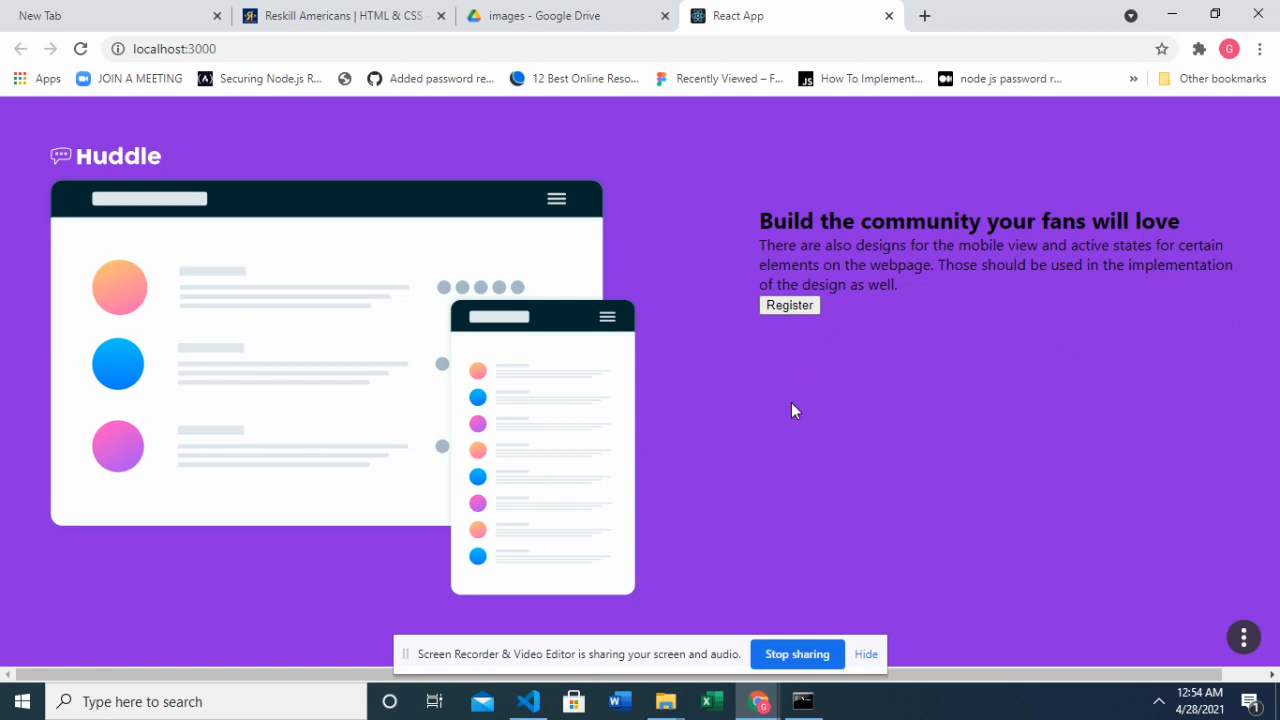 New Tab
Reskill Americans | HTML & CSS
images - Google Drive
React App
localhost:3000
G
Apps
JOIN A MEETING
Securing Node.js R...
Added password re...
12 Best Online Reso...
Recently Viewed – F...
JS
How To Implement...
node js password r...
»
Other bookmarks
Huddle
Build the community your fans will love
There are also designs for the mobile view and active states for certain
elements on the webpage. Those should be used in the implementation
of the design as well.
Register
Screen Recorder & Video Editor is sharing your screen and audio.
Stop sharing
Hide
Type here to search
12:54 AM
4/28/2021
1